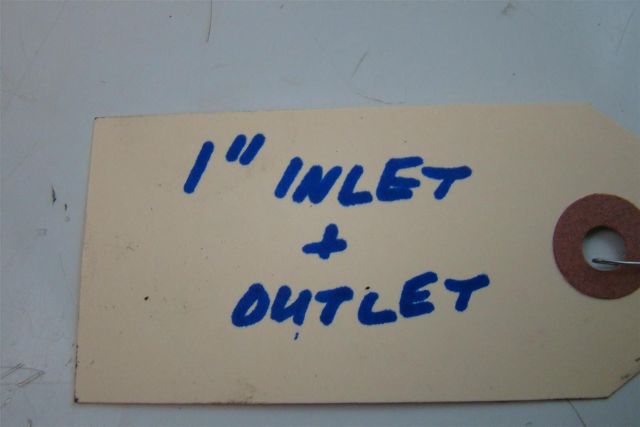 1" INLET
+
OUTLET